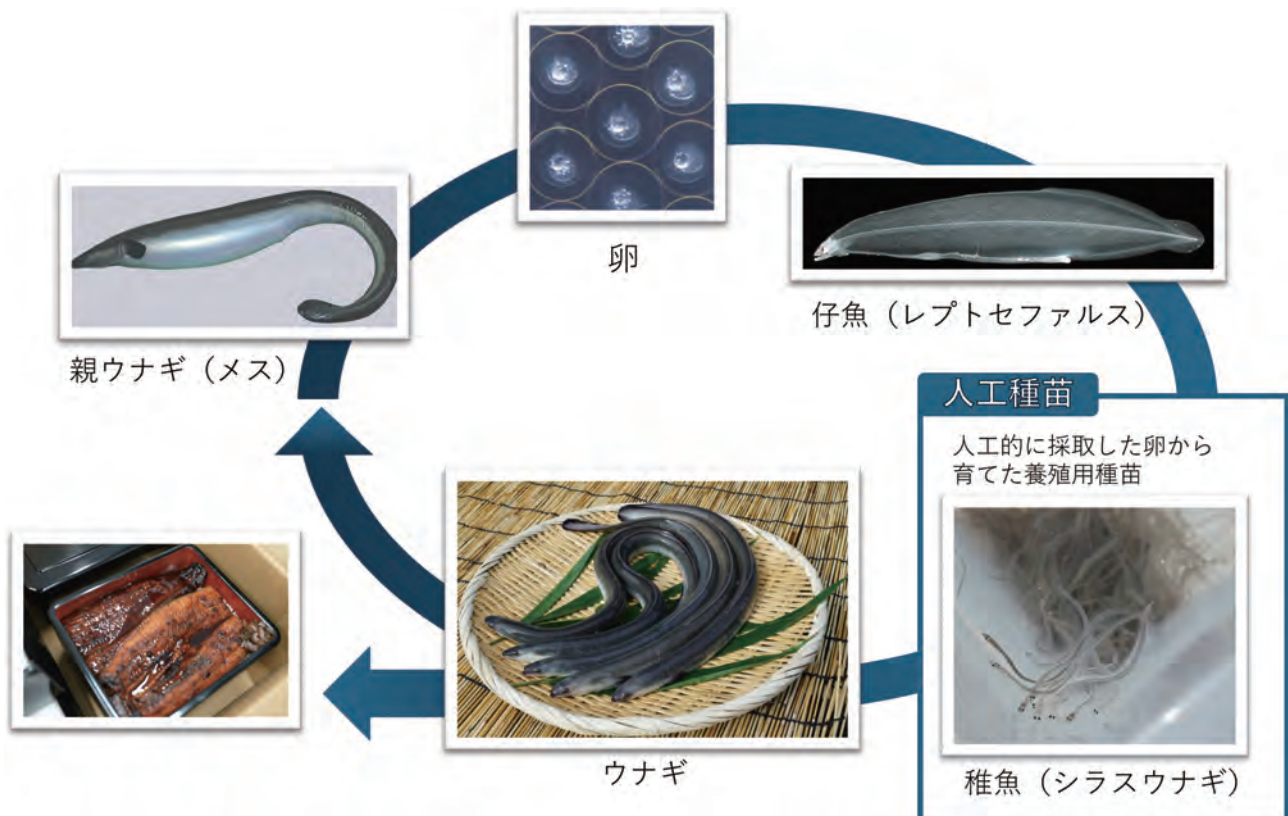 卵
親ウナギ（メス）
仔魚（レプトセファルス）
人工種苗
人工的に採取した卵から
育てた養殖用種苗
ウナギ
稚魚（シラスウナギ）